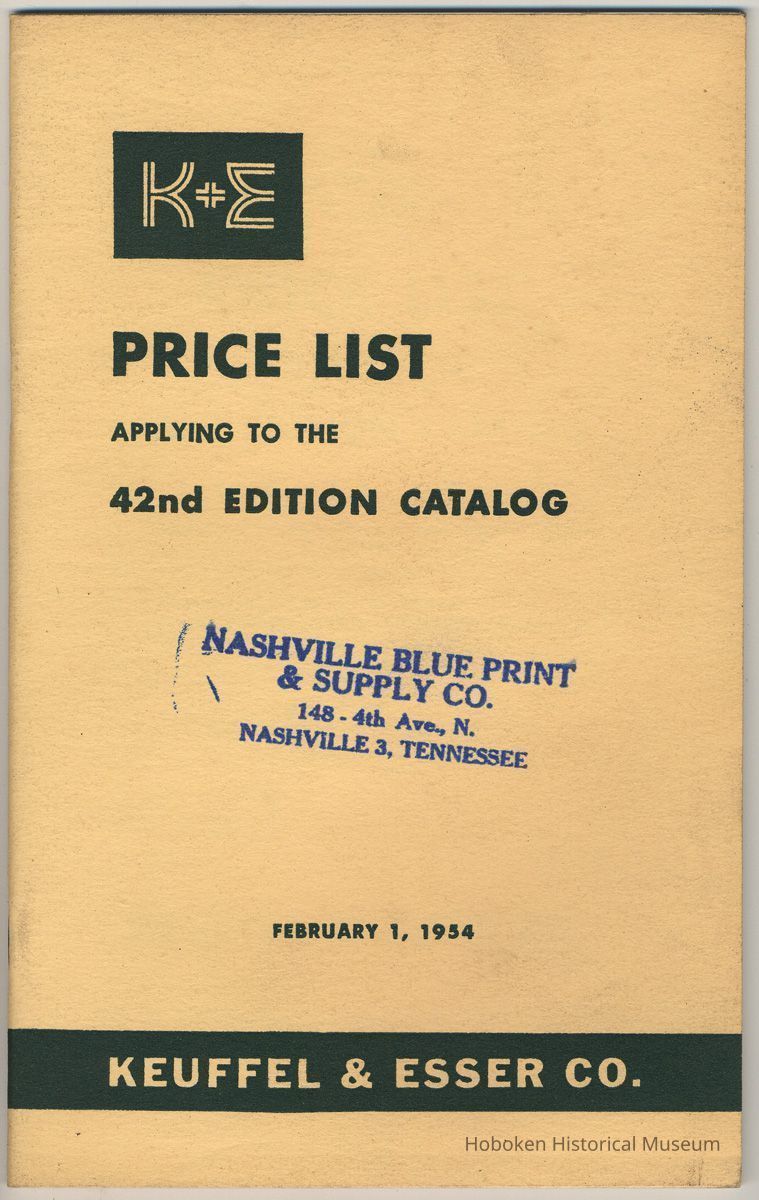 K+E
PRICE LIST
APPLYING TO THE
42nd EDITION CATALOG
NASHVILLE BLUE PRINT
& SUPPLY CO.
148 - 4th Ave., N.
NASHVILLE 3, TENNESSEE
FEBRUARY 1, 1954
KEUFFEL & ESSER CO.
Hoboken Historical Museum